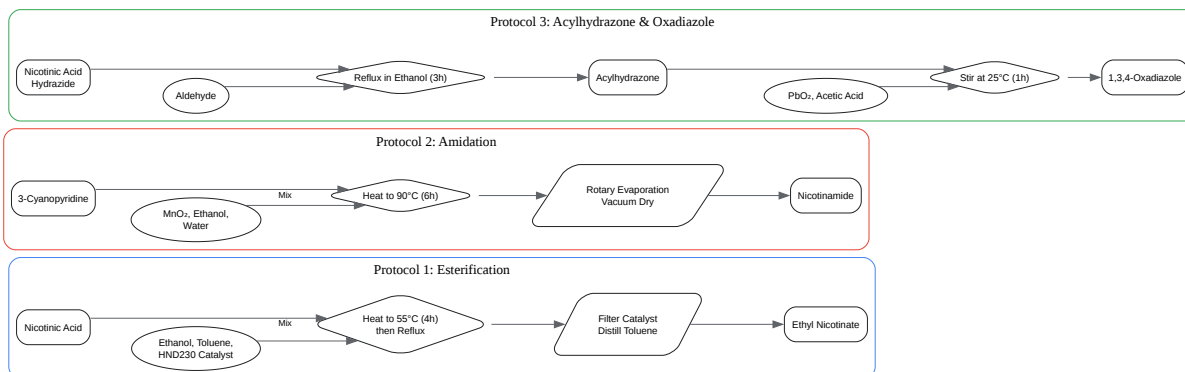 Protocol 3: Acylhydrazone & Oxadiazole
Nicotinic Acid
Hydrazide
Aldehyde
Reflux in Ethanol (3h)
Acylhydrazone
PbO₂, Acetic Acid
Stir at 25°C (1h)
1,3,4-Oxadiazole
Protocol 2: Amidation
3-Cyanopyridine
Mix
MnO₂, Ethanol,
Water
Heat to 90°C (6h)
Rotary Evaporation
Vacuum Dry
Nicotinamide
Protocol 1: Esterification
Nicotinic Acid
Mix
Ethanol, Toluene,
HND230 Catalyst
Heat to 55°C (4h)
then Reflux
Filter Catalyst
Distill Toluene
Ethyl Nicotinate